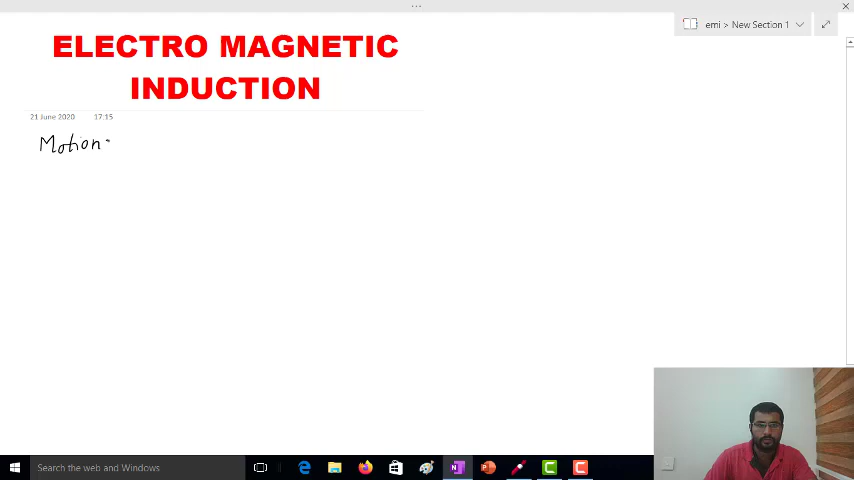 emi > New Section 1
ELECTRO MAGNETIC
INDUCTION
21 June 2020 17:15
Motion
Search the web and Windows